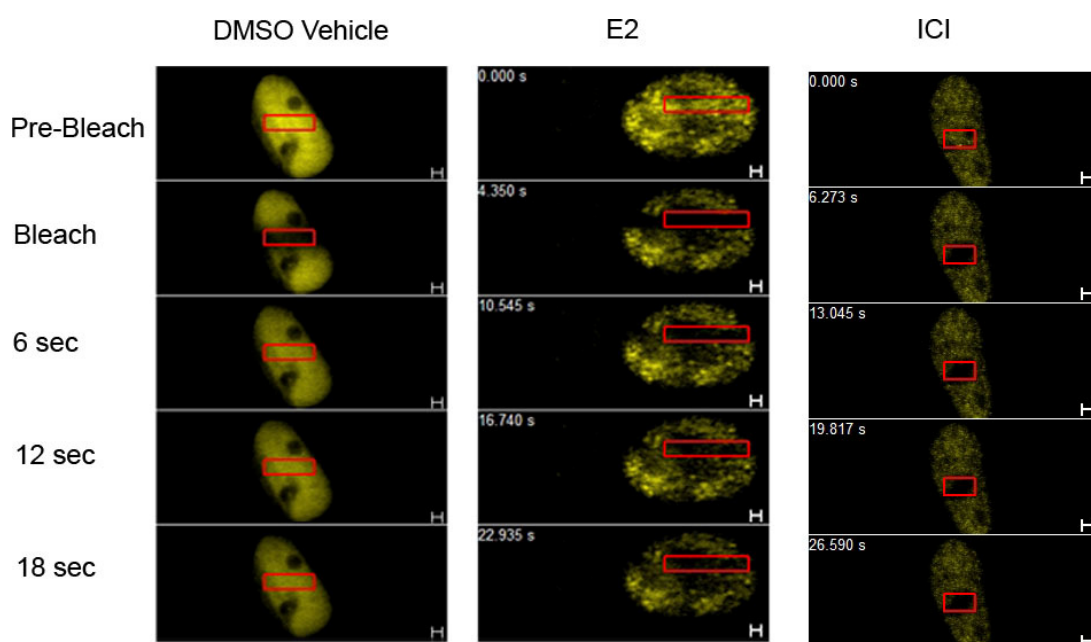 DMSO Vehicle E2 ICI
Pre-Bleach 0.000 s 0.000 s
Bleach 4.350 s 6.273 s
6 sec 10.545 s 13.045 s
12 sec 16.740 s 19.817 s
18 sec 22.935 s 26.590 s